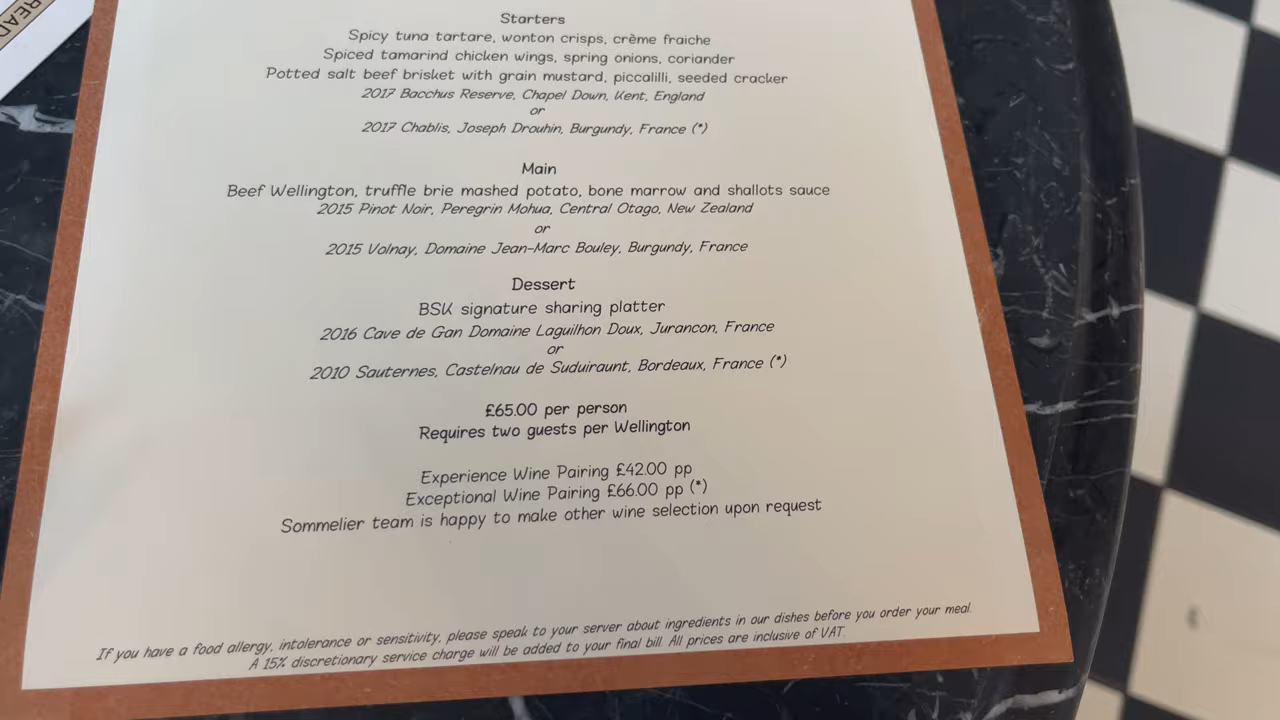 READ
Starters
Spicy tuna tartare, wonton crisps, crème fraiche
Spiced tamarind chicken wings, spring onions, coriander
Potted salt beef brisket with grain mustard, piccalilli, seeded cracker
2017 Bacchus Reserve, Chapel Down, Kent, England
or
2017 Chablis, Joseph Drouhin, Burgundy, France (*)
Main
Beef Wellington, truffle brie mashed potato, bone marrow and shallots sauce
2015 Pinot Noir, Peregrin Mohua, Central Otago, New Zealand
or
2015 Volnay, Domaine Jean-Marc Bouley, Burgundy, France
Dessert
BSK signature sharing platter
2016 Cave de Gan Domaine Laguilhon Doux, Jurancon, France
or
2010 Sauternes, Castelnau de Suduiraunt, Bordeaux, France (*)
£65.00 per person
Requires two guests per Wellington
Experience Wine Pairing £42.00 pp
Exceptional Wine Pairing £66.00 pp (*)
Sommelier team is happy to make other wine selection upon request
If you have a food allergy, intolerance or sensitivity, please speak to your server about ingredients in our dishes before you order your meal.
A 15% discretionary service charge will be added to your final bill. All prices are inclusive of VAT.